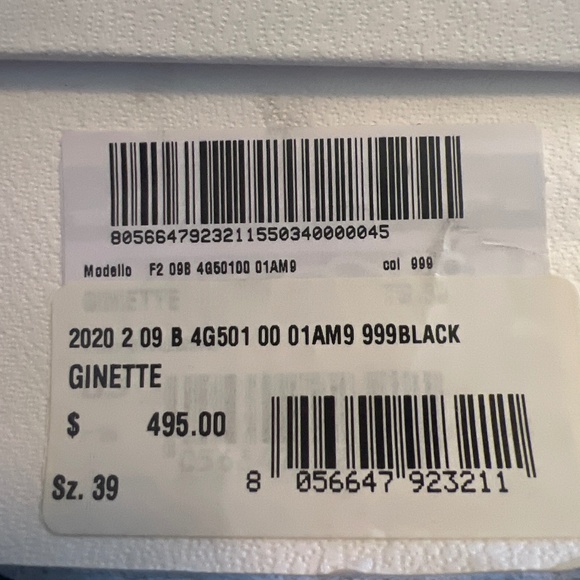 8056647923211550340000045
Modello F2 09B 4G50100 01AM9 col 999
2020 2 09 B 4G501 00 01AM9 999BLACK
GINETTE
$ 495.00
Sz. 39
8 056647 923211